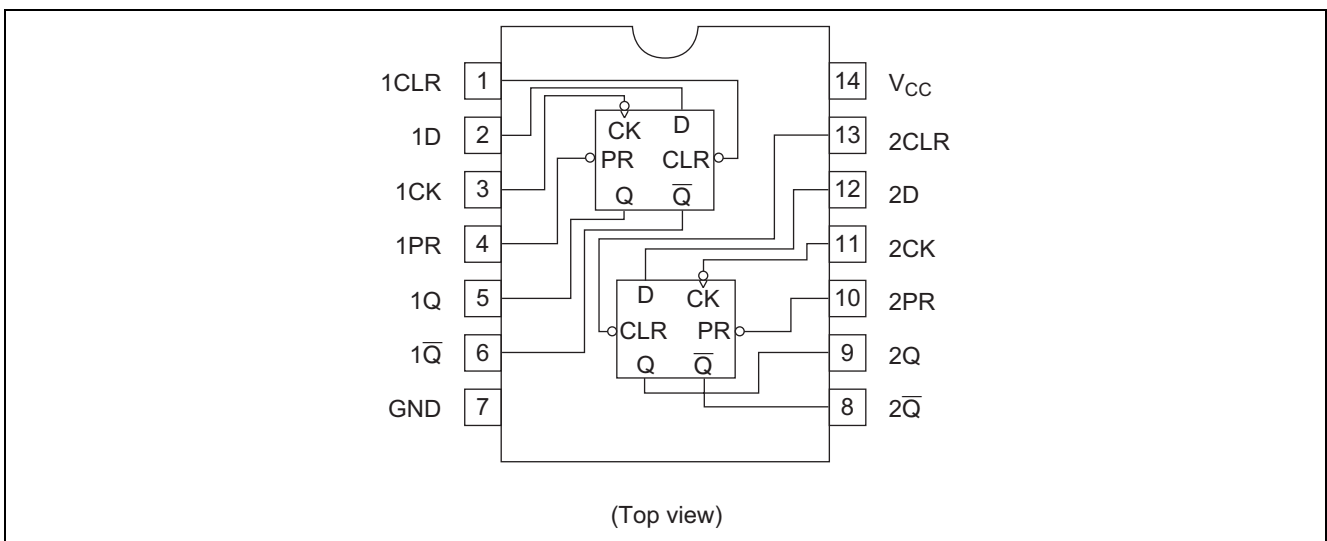 1CLR 1 14 V_CC
1D 2 13 2CLR
1CK 3 12 2D
1PR 4 11 2CK
1Q 5 10 2PR
1Q̅ 6 9 2Q
GND 7 8 2Q̅
CK D
PR CLR
Q Q̅
D CK
CLR PR
Q Q̅
(Top view)